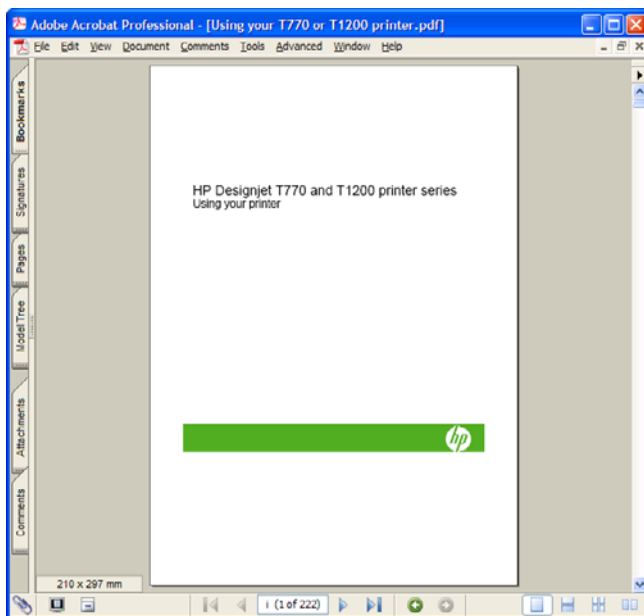 Adobe Acrobat Professional - [Using your T770 or T1200 printer.pdf]
File Edit View Document Comments Tools Advanced Window Help
Bookmarks
Signatures
Pages
Model Tree
Attachments
Comments
HP Designjet T770 and T1200 printer series
Using your printer
hp
210 x 297 mm
i (1 of 222)